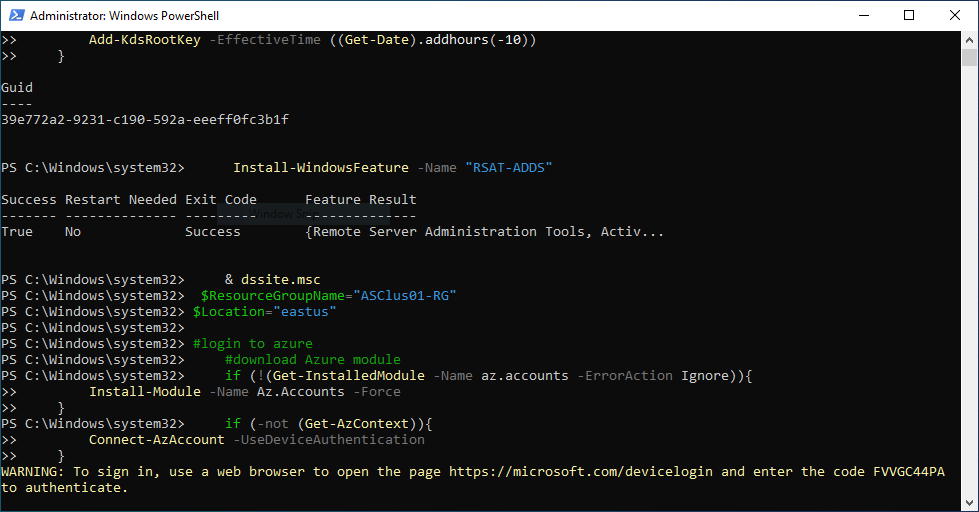 Administrator: Windows PowerShell
>>         Add-KdsRootKey -EffectiveTime ((Get-Date).addhours(-10))
>>     }
Guid
----
39e772a2-9231-c190-592a-eeeff0fc3b1f
PS C:\Windows\system32>      Install-WindowsFeature -Name "RSAT-ADDS"
Success Restart Needed Exit Code      Feature Result
------- -------------- ---------      --------------
True    No             Success        {Remote Server Administration Tools, Activ...
PS C:\Windows\system32>     & dssite.msc
PS C:\Windows\system32>  $ResourceGroupName="ASClus01-RG"
PS C:\Windows\system32> $Location="eastus"
PS C:\Windows\system32>
PS C:\Windows\system32> #login to azure
PS C:\Windows\system32>     #download Azure module
PS C:\Windows\system32>     if (!(Get-InstalledModule -Name az.accounts -ErrorAction Ignore)){
>>         Install-Module -Name Az.Accounts -Force
>>     }
PS C:\Windows\system32>     if (-not (Get-AzContext)){
>>         Connect-AzAccount -UseDeviceAuthentication
>>     }
WARNING: To sign in, use a web browser to open the page https://microsoft.com/devicelogin and enter the code FVVGC44PA
to authenticate.